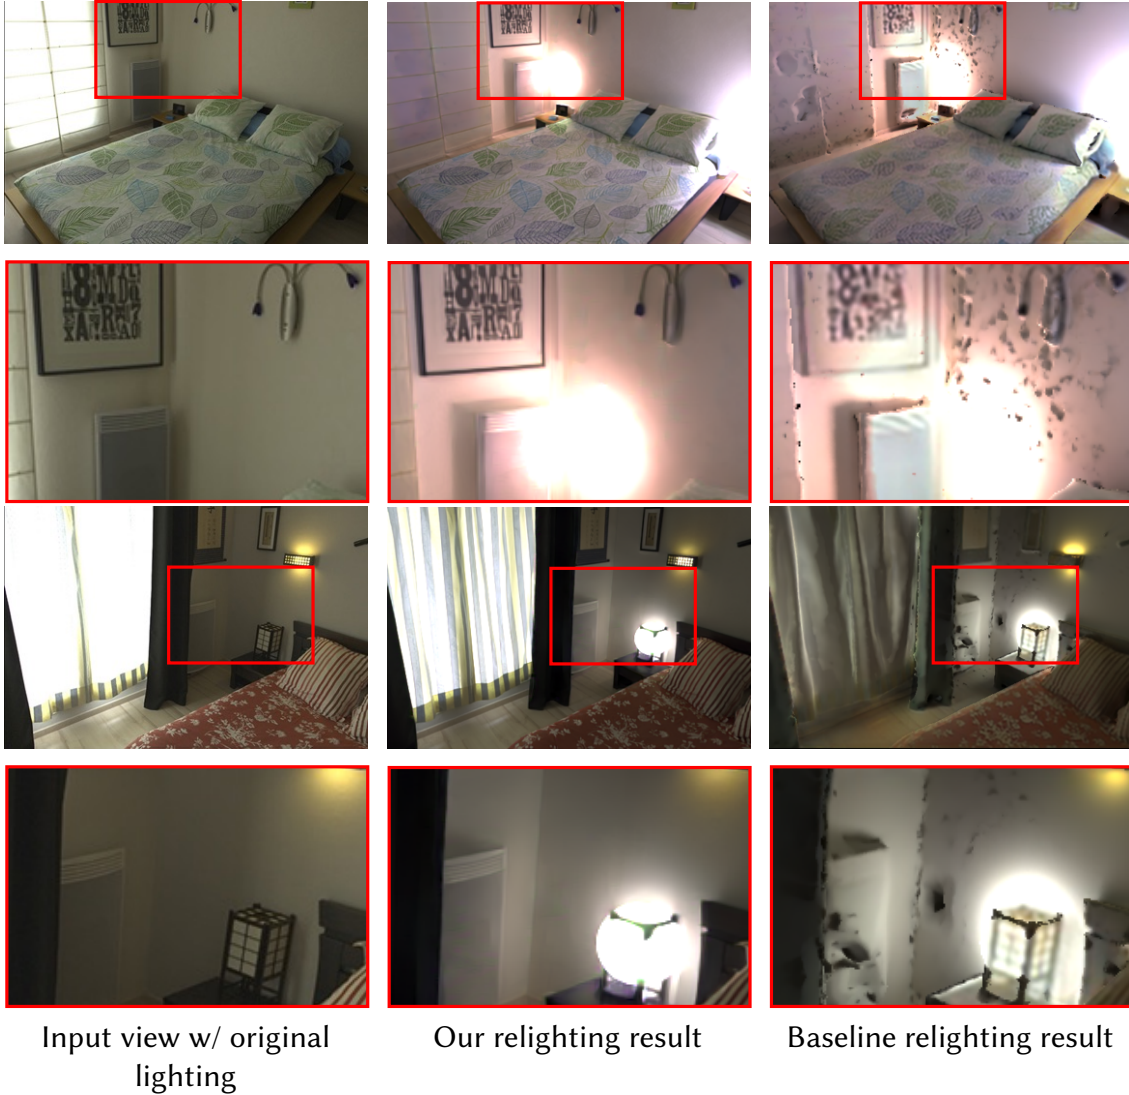 Input view w/ original
lighting
Our relighting result
Baseline relighting result